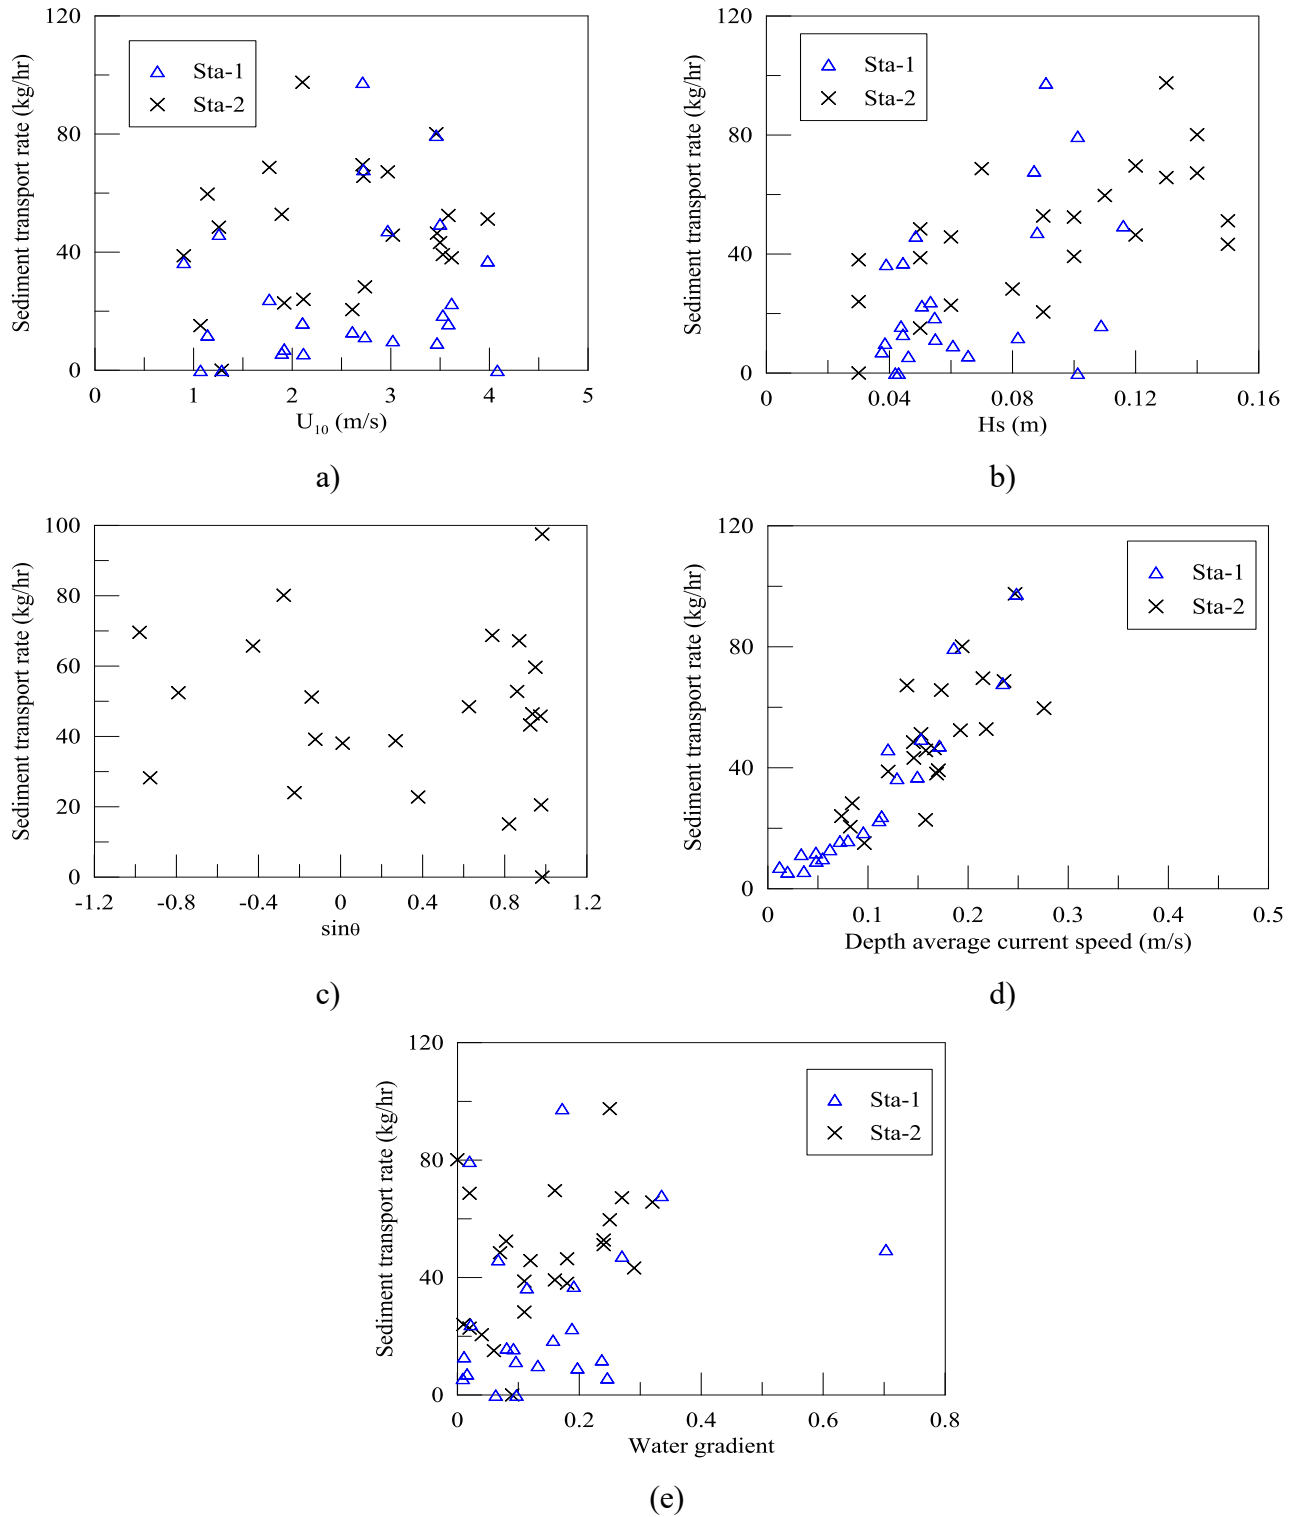 120
80
40
0
Sediment transport rate (kg/hr)
Sta-1
Sta-2
0 1 2 3 4 5
U₁₀ (m/s)
a)
120
80
40
0
Sediment transport rate (kg/hr)
Sta-1
Sta-2
0 0.04 0.08 0.12 0.16
Hs (m)
b)
100
80
60
40
20
0
Sediment transport rate (kg/hr)
-1.2 -0.8 -0.4 0 0.4 0.8 1.2
sinθ
c)
120
80
40
0
Sediment transport rate (kg/hr)
Sta-1
Sta-2
0 0.1 0.2 0.3 0.4 0.5
Depth average current speed (m/s)
d)
120
80
40
0
Sediment transport rate (kg/hr)
Sta-1
Sta-2
0 0.2 0.4 0.6 0.8
Water gradient
(e)